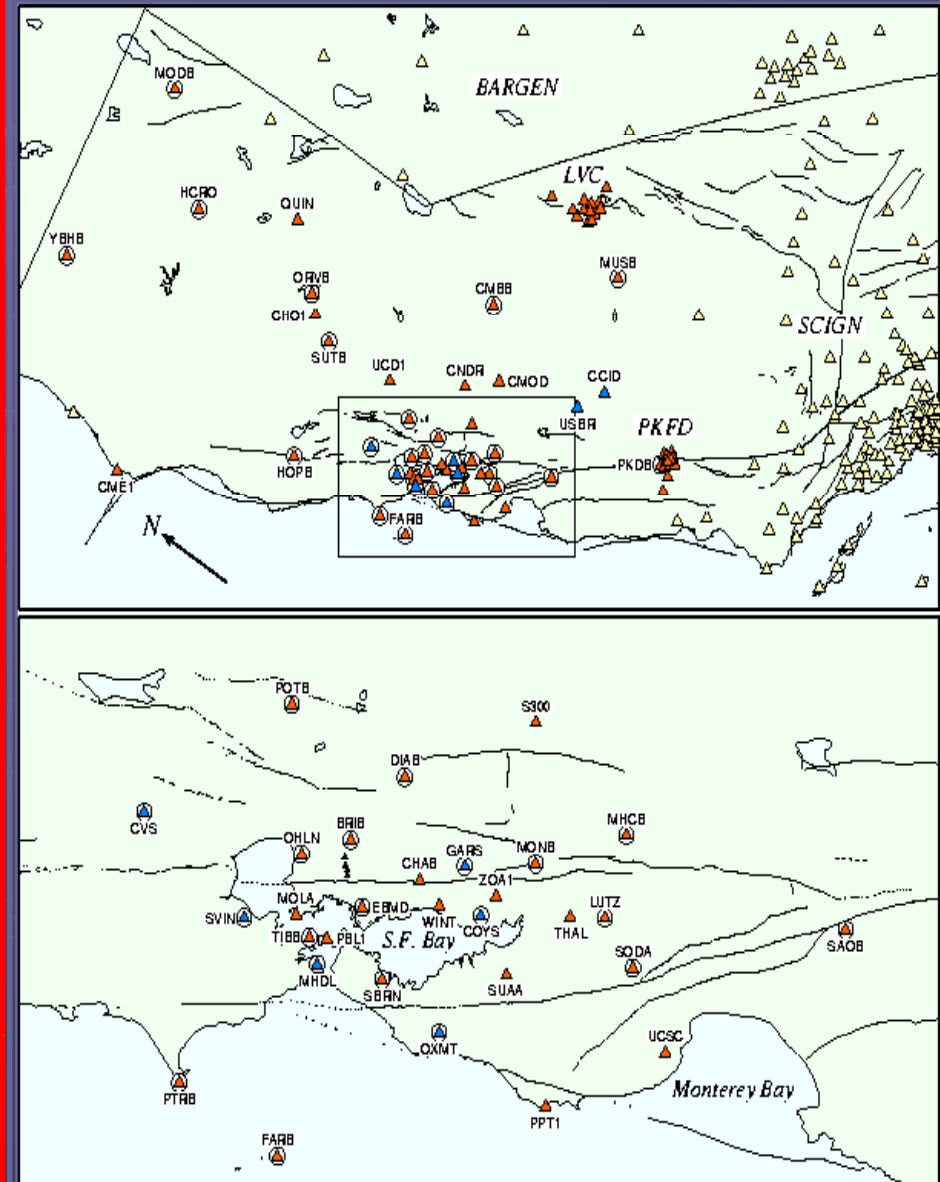 BARGEN
MODB
LVC
HCRO
QUIN
YBHB
MUSB
ORVB
CMBB
CHO1
SCIGN
SUTB
UCD1
CNDR
CMOD
CCID
USBR
PKFD
HOPB
PKDB
CME1
N
FARB
POTB
S300
DIAB
CVS
MHCB
OHLN
BRIB
GARS
MONB
CHAB
ZOA1
MOLA
EBMD
LUTZ
SVIN
WINT
COYS
THAL
TIBB
PBL1
S.F. Bay
SAOB
SODA
MHDL
SBRN
SUAA
OXMT
UCSC
PTRB
Monterey Bay
PPT1
FARB